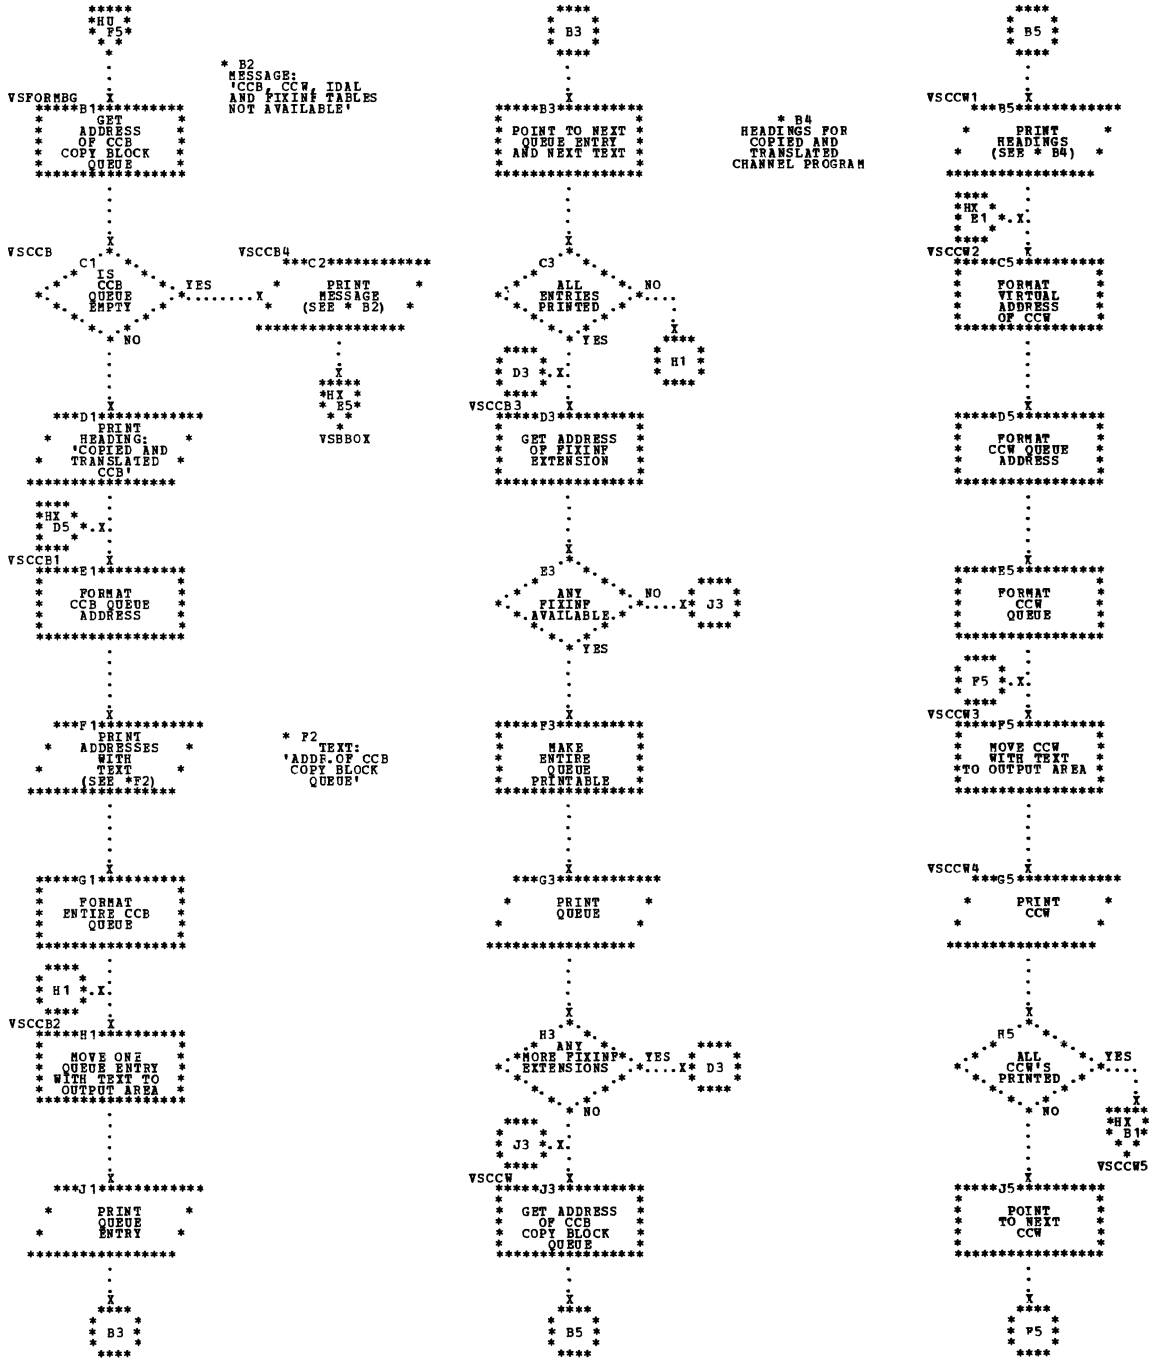 HU
F5
VSFORMBG
B1
GET
ADDRESS
OF CCB
COPY BLOCK
QUEUE
* B2
MESSAGE:
'CCB, CCW, IDAL
AND FIXINF TABLES
NOT AVAILABLE'
VSCCB
C1
IS
CCB
QUEUE
EMPTY
YES
NO
VSCCB4
C2
PRINT
MESSAGE
(SEE * B2)
HX
E5
VSBBOX
D1
PRINT
HEADING:
'COPIED AND
TRANSLATED
CCB'
HX
D5
VSCCB1
E1
FORMAT
CCB QUEUE
ADDRESS
F1
PRINT
ADDRESSES
WITH
TEXT
(SEE *F2)
* F2
TEXT:
'ADDR.OF CCB
COPY BLOCK
QUEUE'
G1
FORMAT
ENTIRE CCB
QUEUE
H1
VSCCB2
H1
MOVE ONE
QUEUE ENTRY
WITH TEXT TO
OUTPUT AREA
J1
PRINT
QUEUE
ENTRY
B3
B3
B3
POINT TO NEXT
QUEUE ENTRY
AND NEXT TEXT
C3
ALL
ENTRIES
PRINTED
NO
YES
H1
D3
VSCCB3
D3
GET ADDRESS
OF FIXINF
EXTENSION
E3
ANY
FIXINF
AVAILABLE
NO
J3
YES
F3
MAKE
ENTIRE
QUEUE
PRINTABLE
G3
PRINT
QUEUE
H3
ANY
MORE FIXINF
EXTENSIONS
YES
D3
NO
J3
VSCCW
J3
GET ADDRESS
OF CCB
COPY BLOCK
QUEUE
B5
* B4
HEADINGS FOR
COPIED AND
TRANSLATED
CHANNEL PROGRAM
B5
VSCCW1
B5
PRINT
HEADINGS
(SEE * B4)
HX
E1
VSCCW2
C5
FORMAT
VIRTUAL
ADDRESS
OF CCW
D5
FORMAT
CCW QUEUE
ADDRESS
E5
FORMAT
CCW
QUEUE
F5
VSCCW3
F5
MOVE CCW
WITH TEXT
TO OUTPUT AREA
VSCCW4
G5
PRINT
CCW
H5
ALL
CCW'S
PRINTED
YES
NO
HX
B1
VSCCW5
J5
POINT
TO NEXT
CCW
F5